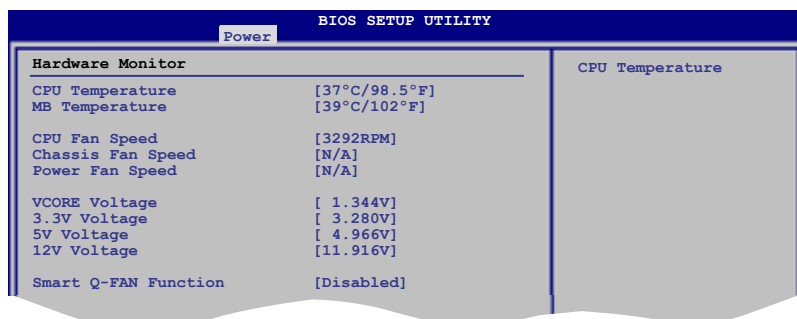 BIOS SETUP UTILITY
Power
Hardware Monitor
CPU Temperature [37°C/98.5°F]
MB Temperature [39°C/102°F]
CPU Fan Speed [3292RPM]
Chassis Fan Speed [N/A]
Power Fan Speed [N/A]
VCORE Voltage [ 1.344V]
3.3V Voltage [ 3.280V]
5V Voltage [ 4.966V]
12V Voltage [11.916V]
Smart Q-FAN Function [Disabled]
CPU Temperature